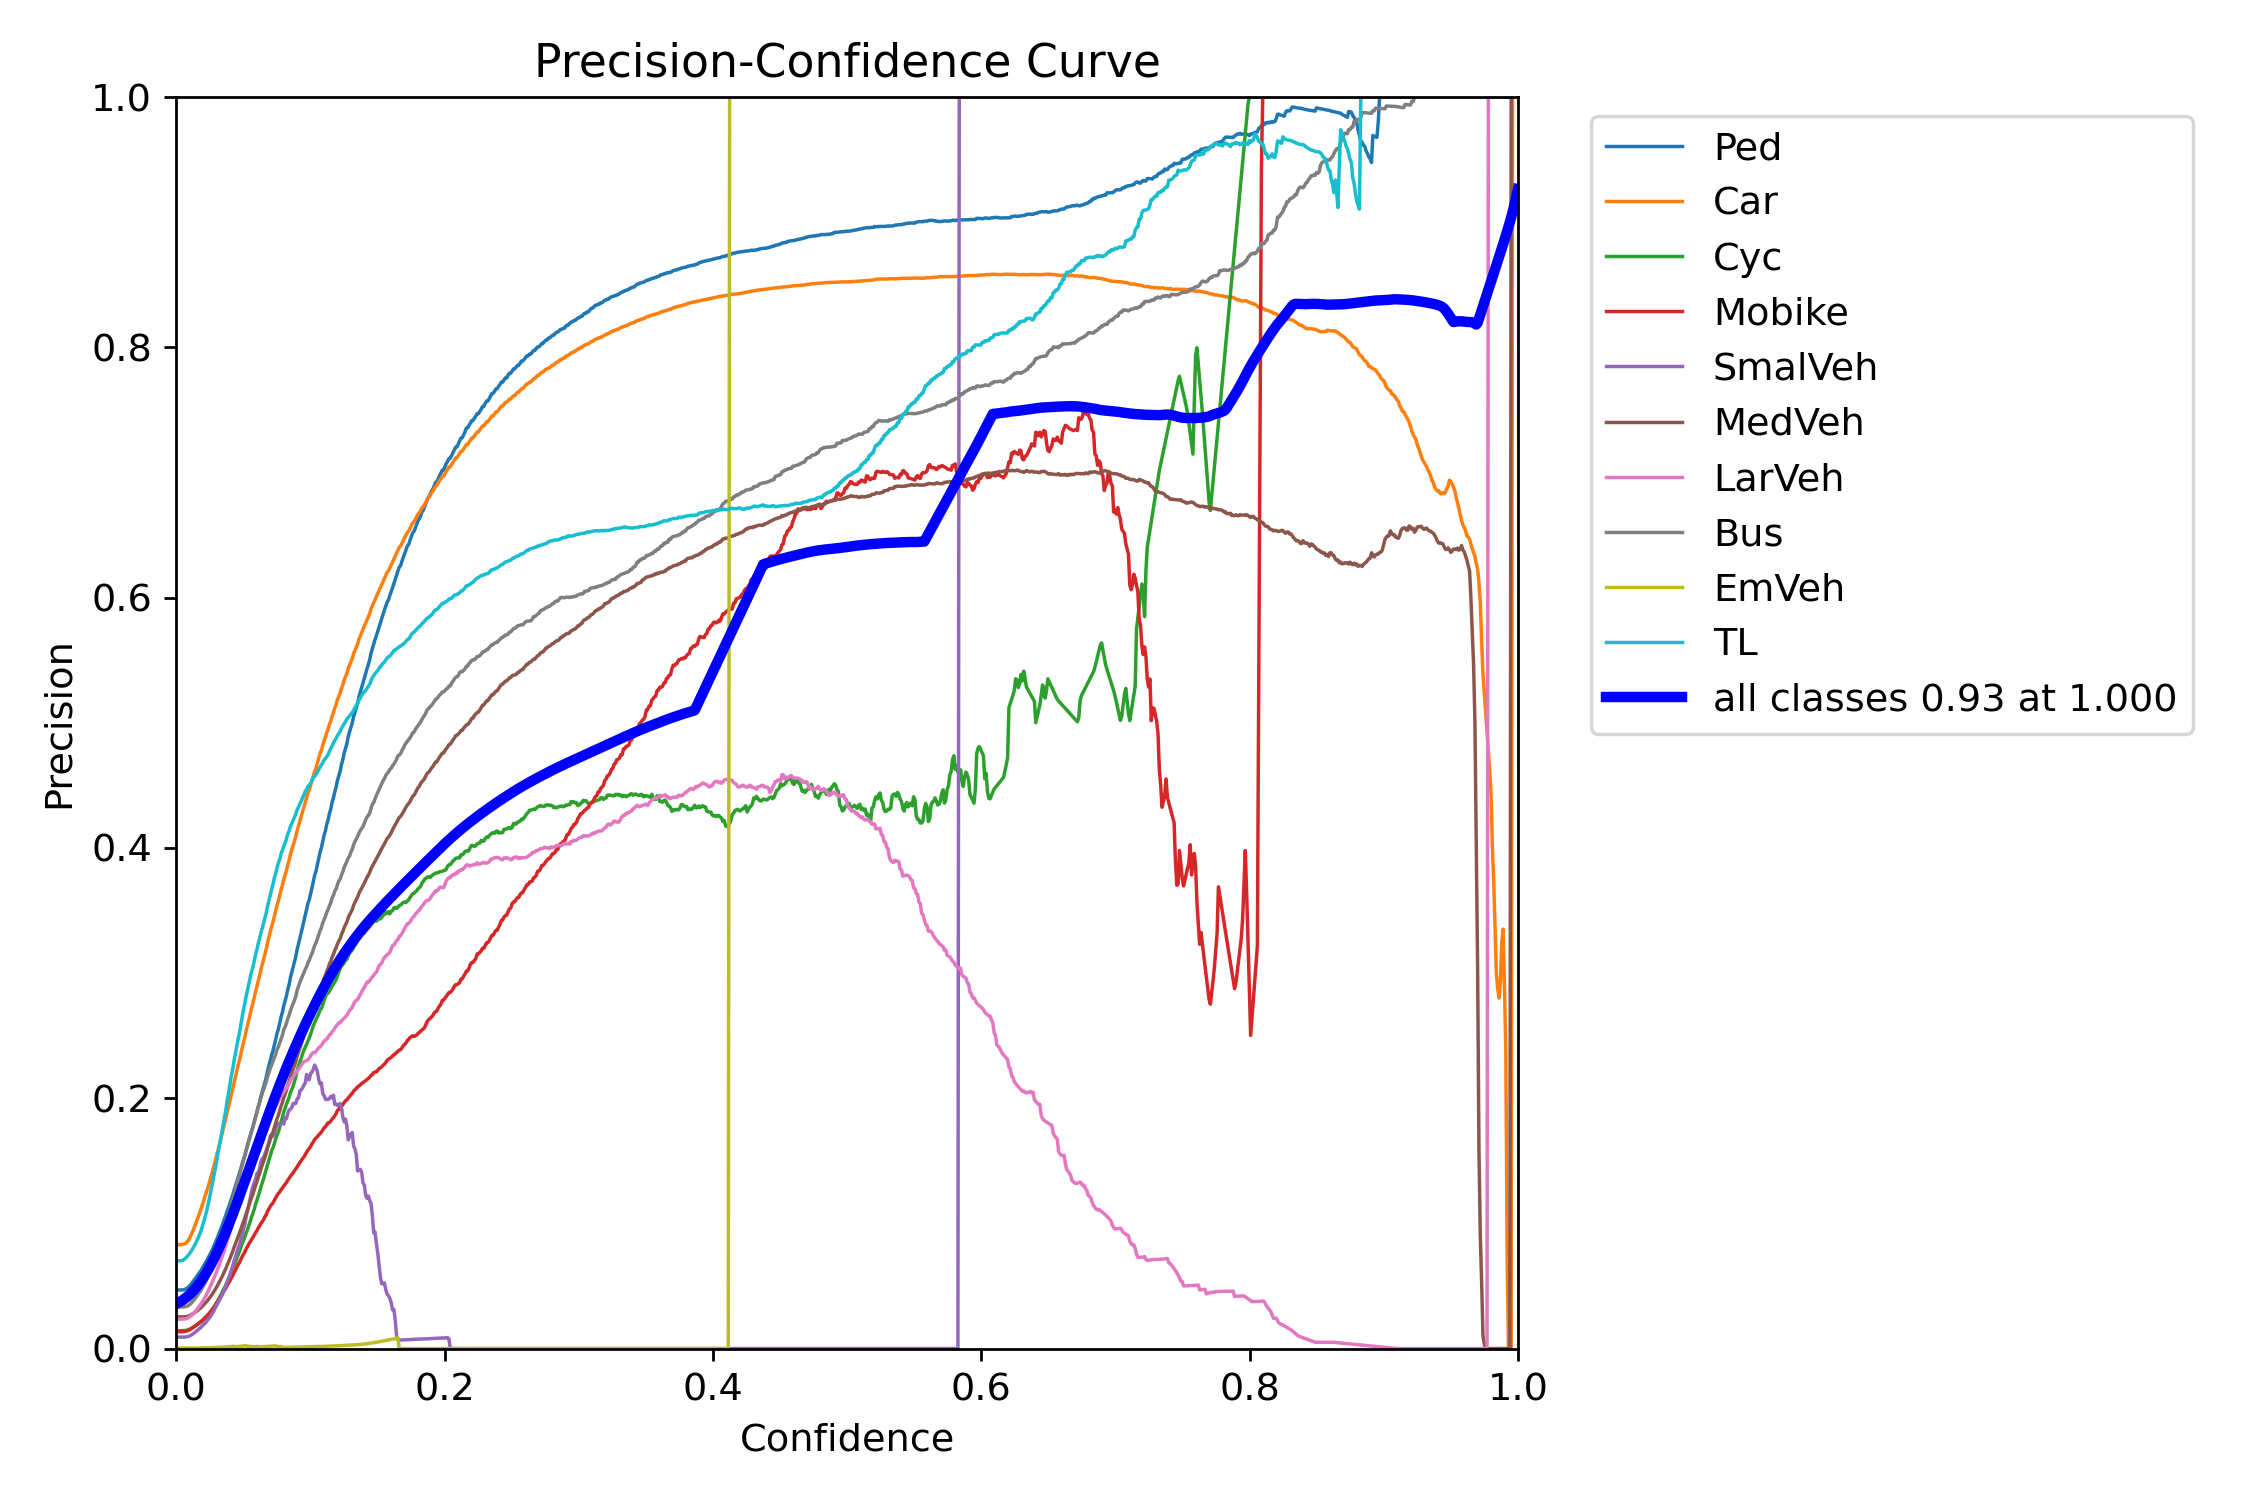 Precision-Confidence Curve
1.0
0.8
0.6
0.4
0.2
0.0
Precision
0.0 0.2 0.4 0.6 0.8 1.0
Confidence
Ped
Car
Cyc
Mobike
SmalVeh
MedVeh
LarVeh
Bus
EmVeh
TL
all classes 0.93 at 1.000